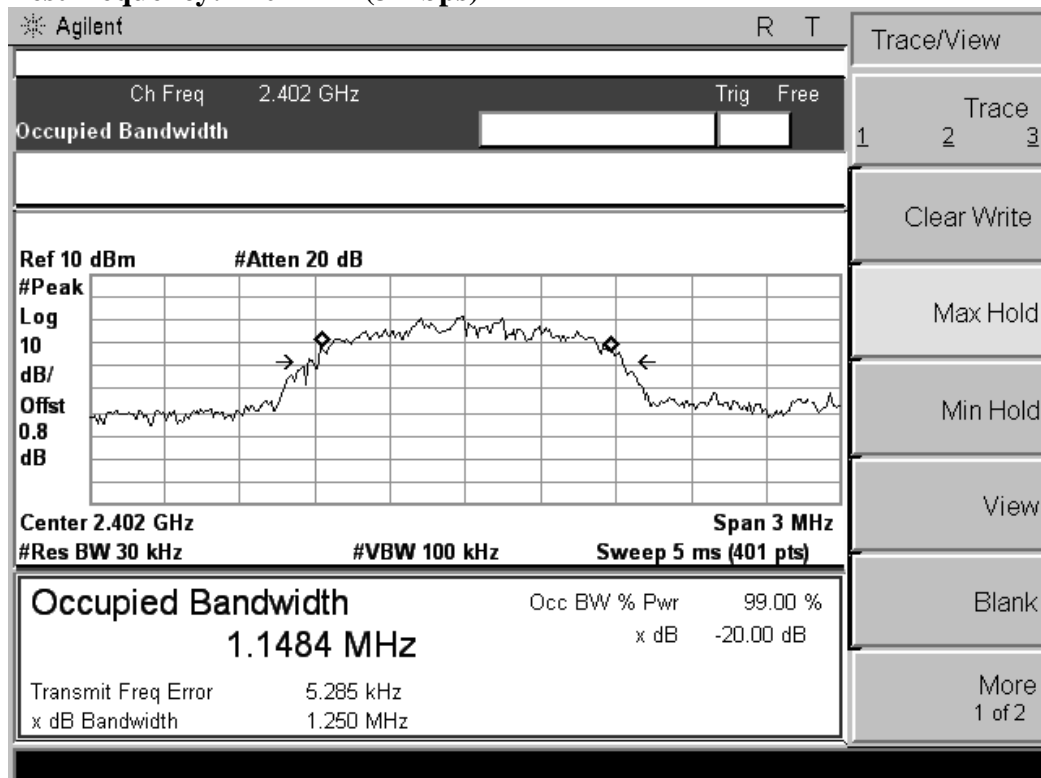 Agilent R T
Trace/View
Ch Freq 2.402 GHz Trig Free
Occupied Bandwidth
Trace
1 2 3
Clear Write
Ref 10 dBm #Atten 20 dB
#Peak
Log
10
dB/
Offst
0.8
dB
Max Hold
Min Hold
View
Center 2.402 GHz Span 3 MHz
#Res BW 30 kHz #VBW 100 kHz Sweep 5 ms (401 pts)
Occupied Bandwidth
1.1484 MHz
Occ BW % Pwr 99.00 %
x dB -20.00 dB
Transmit Freq Error 5.285 kHz
x dB Bandwidth 1.250 MHz
Blank
More
1 of 2